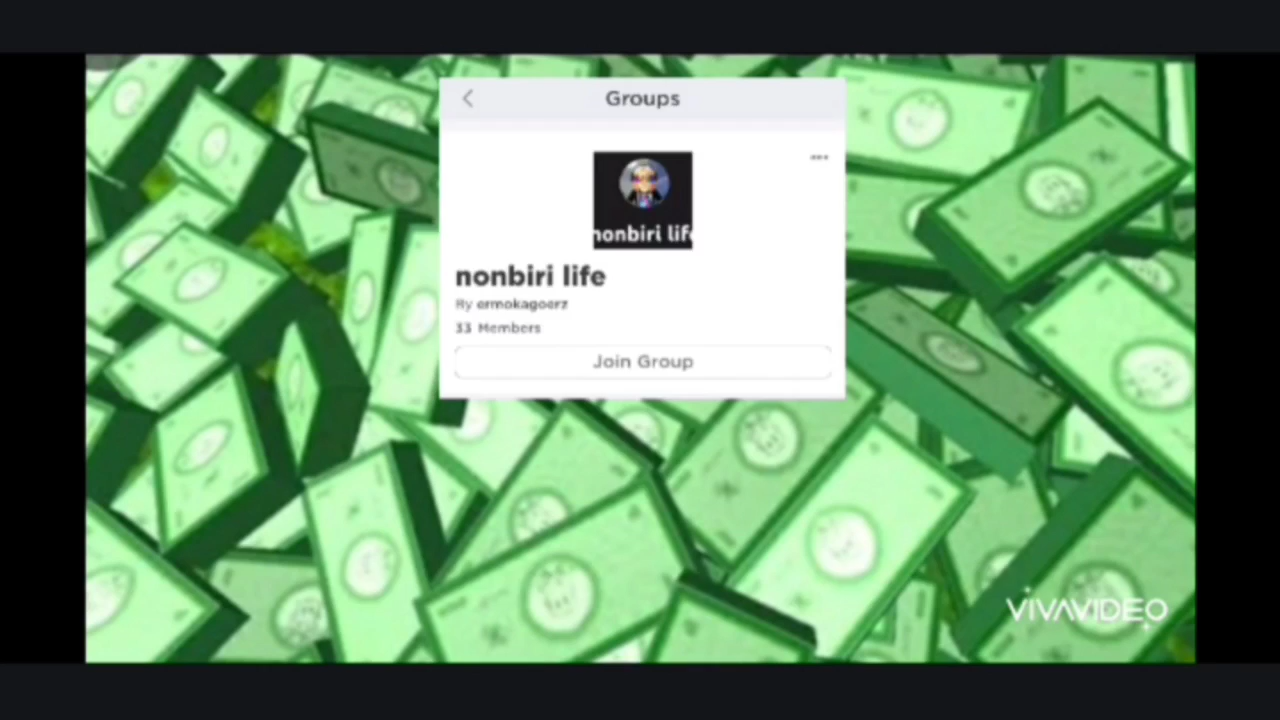 Groups
nonbiri life
nonbiri life
By ermokagoerz
33 Members
Join Group
VIVAVIDEO